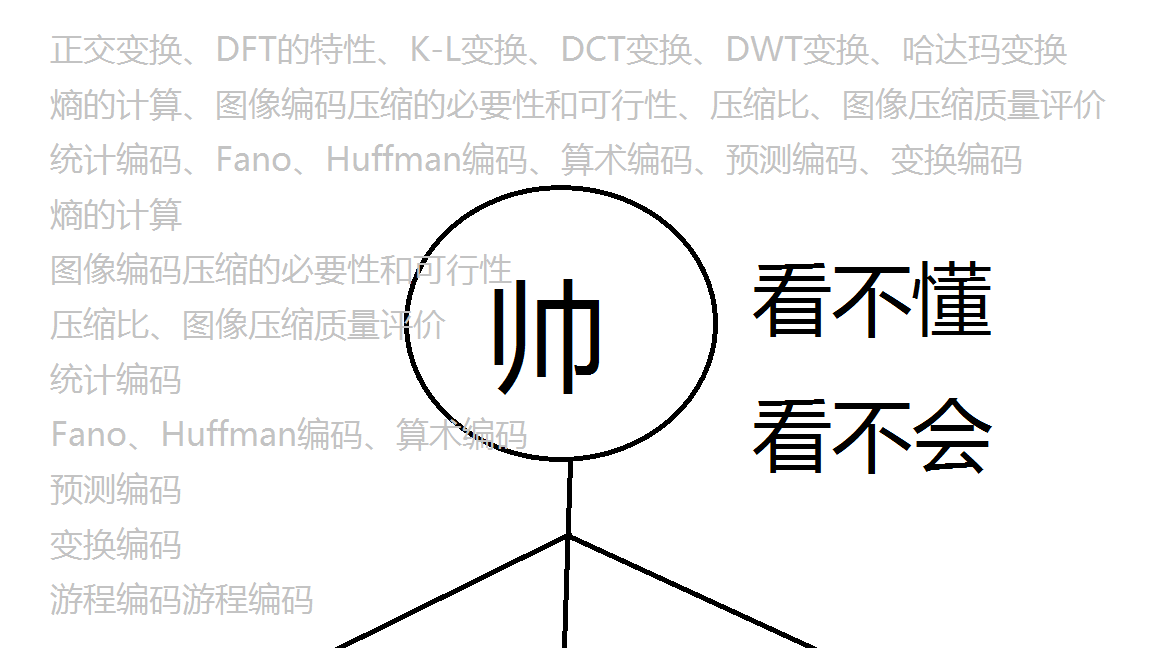 正交变换、DFT的特性、K-L变换、DCT变换、DWT变换、哈达玛变换
熵的计算、图像编码压缩的必要性和可行性、压缩比、图像压缩质量评价
统计编码、Fano、Huffman编码、算术编码、预测编码、变换编码
熵的计算
图像编码压缩的必要性和可行性
压缩比、图像压缩质量评价
统计编码
Fano、Huffman编码、算术编码
预测编码
变换编码
游程编码游程编码
帅
看不懂
看不会